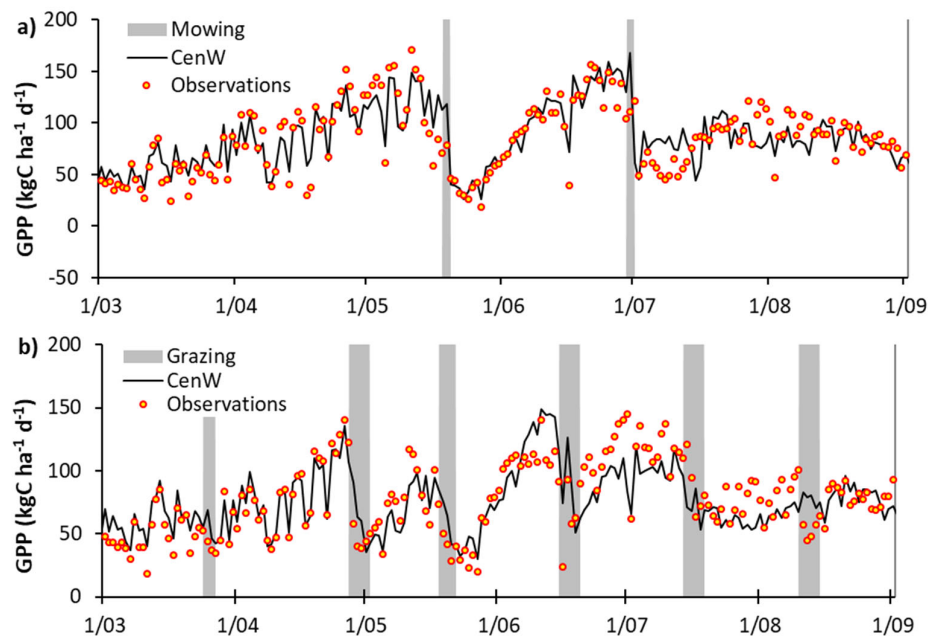 a)
200
150
100
50
0
-50
GPP (kgC ha⁻¹ d⁻¹)
Mowing
CenW
Observations
1/03 1/04 1/05 1/06 1/07 1/08 1/09
b)
200
150
100
50
0
GPP (kgC ha⁻¹ d⁻¹)
Grazing
CenW
Observations
1/03 1/04 1/05 1/06 1/07 1/08 1/09